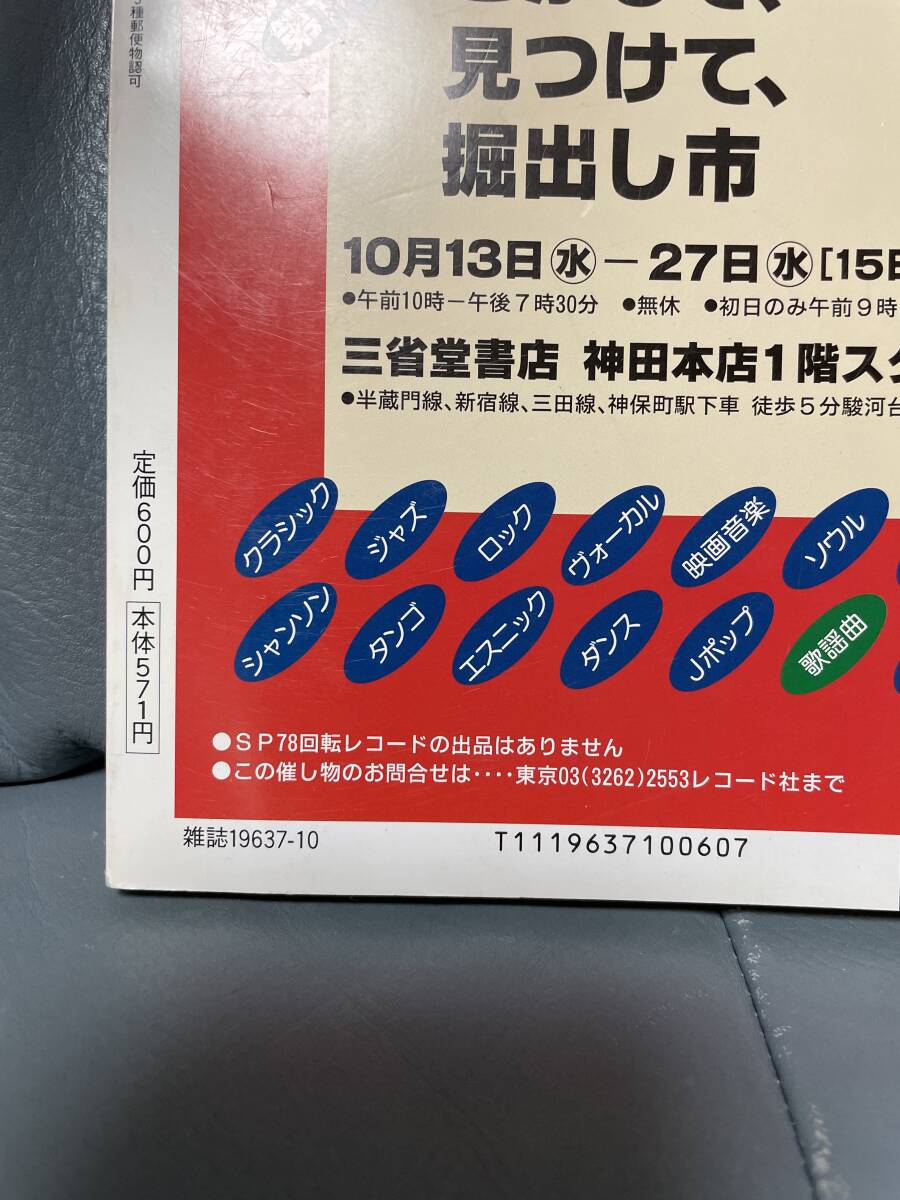 種郵便物認可
見つけて、
掘出し市
10月13日㊌ー27日㊌[15日
●午前10時ー午後7時30分 ●無休 ●初日のみ午前9時
三省堂書店 神田本店1階ス
●半蔵門線、新宿線、三田線、神保町駅下車 徒歩5分駿河台
定価600円 本体571円
クラシック ジャズ ロック ヴォーカル 映画音楽 ソウル
シャンソン タンゴ エスニック ダンス Jポップ 歌謡曲
●SP78回転レコードの出品はありません
●この催し物のお問合せは････東京03(3262)2553レコード社まで
雑誌19637-10 T1119637100607